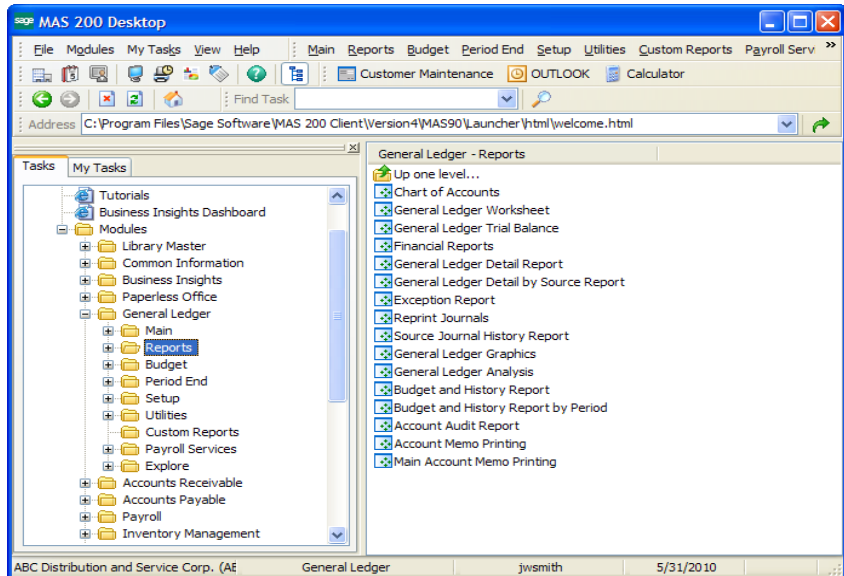 sage MAS 200 Desktop
File Modules My Tasks View Help Main Reports Budget Period End Setup Utilities Custom Reports Payroll Serv »
Customer Maintenance OUTLOOK Calculator
Find Task
Address C:\Program Files\Sage Software\MAS 200 Client\Version4\MAS90\Launcher\html\welcome.html
Tasks My Tasks
Tutorials
Business Insights Dashboard
Modules
Library Master
Common Information
Business Insights
Paperless Office
General Ledger
Main
Reports
Budget
Period End
Setup
Utilities
Custom Reports
Payroll Services
Explore
Accounts Receivable
Accounts Payable
Payroll
Inventory Management
General Ledger - Reports
Up one level...
Chart of Accounts
General Ledger Worksheet
General Ledger Trial Balance
Financial Reports
General Ledger Detail Report
General Ledger Detail by Source Report
Exception Report
Reprint Journals
Source Journal History Report
General Ledger Graphics
General Ledger Analysis
Budget and History Report
Budget and History Report by Period
Account Audit Report
Account Memo Printing
Main Account Memo Printing
ABC Distribution and Service Corp. (AB General Ledger jwsmith 5/31/2010